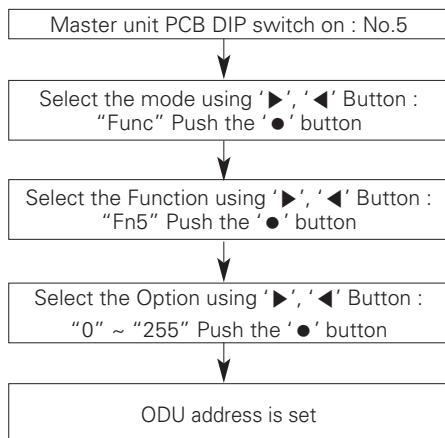 Master unit PCB DIP switch on : No.5
Select the mode using ‘▶’, ‘◀’ Button :
“Func” Push the ‘●’ button
Select the Function using ‘▶’, ‘◀’ Button :
“Fn5” Push the ‘●’ button
Select the Option using ‘▶’, ‘◀’ Button :
“0” ~ “255” Push the ‘●’ button
ODU address is set